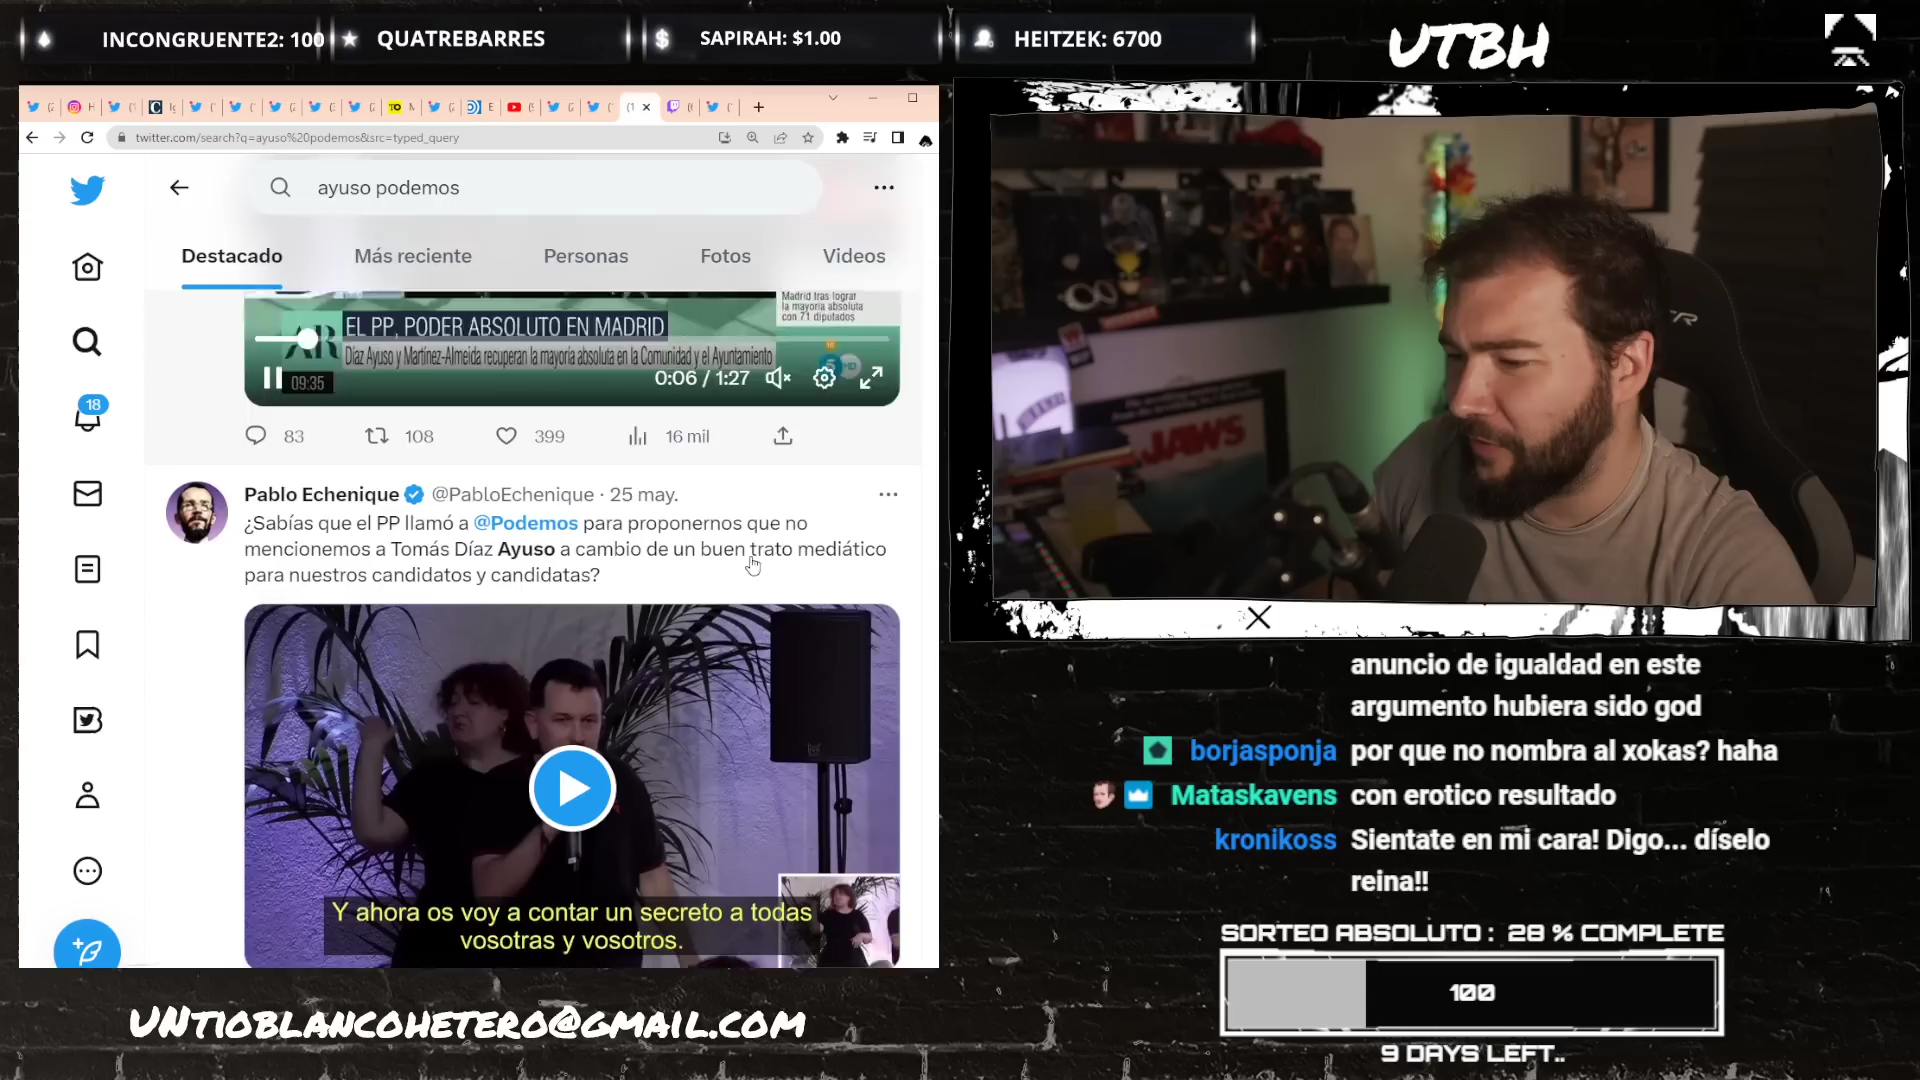 INCONGRUENTE2: 100
QUATREBARRES
SAPIRAH: $1.00
HEITZEK: 6700
UTBH
twitter.com/search?q=ayuso%20podemos&src=typed_query
ayuso podemos
Destacado
Más reciente
Personas
Fotos
Videos
Madrid tras lograr
la mayoría absoluta
con 71 diputados
AR
EL PP, PODER ABSOLUTO EN MADRID
Díaz Ayuso y Martínez-Almeida recuperan la mayoría absoluta en la Comunidad y el Ayuntamiento
09:35
0:06 / 1:27
83
108
399
16 mil
18
Pablo Echenique @PabloEchenique · 25 may.
¿Sabías que el PP llamó a @Podemos para proponernos que no
mencionemos a Tomás Díaz Ayuso a cambio de un buen trato mediático
para nuestros candidatos y candidatas?
Y ahora os voy a contar un secreto a todas
vosotras y vosotros.
JAWS
anuncio de igualdad en este
argumento hubiera sido god
borjasponja por que no nombra al xokas? haha
Mataskavens con erotico resultado
kronikoss Sientate en mi cara! Digo... díselo
reina!!
SORTEO ABSOLUTO : 28 % COMPLETE
100
9 DAYS LEFT..
UNTIOBLANCOHETERO@GMAIL.COM